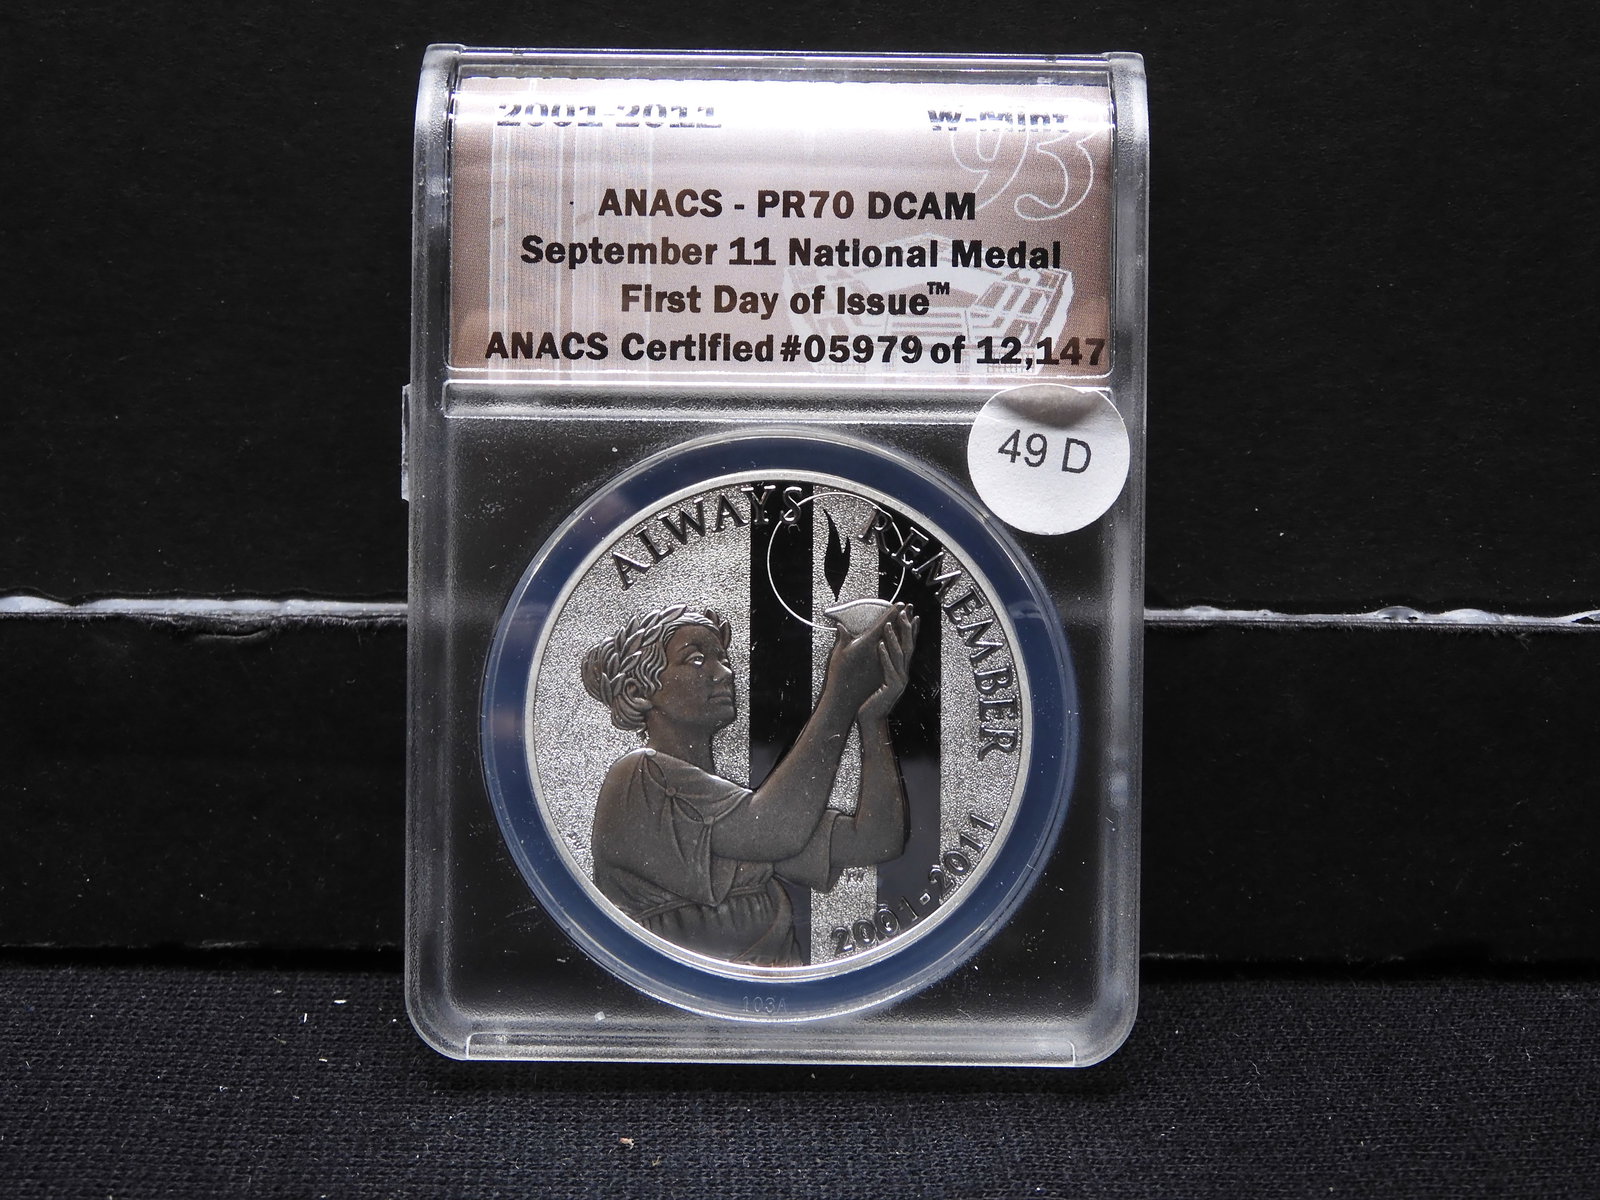 2001-2011 W-mint
93
ANACS - PR70 DCAM
September 11 National Medal
First Day of Issue™
ANACS Certified #05979 of 12,147
49 D
ALWAYS REMEMBER
2001-2011
103A